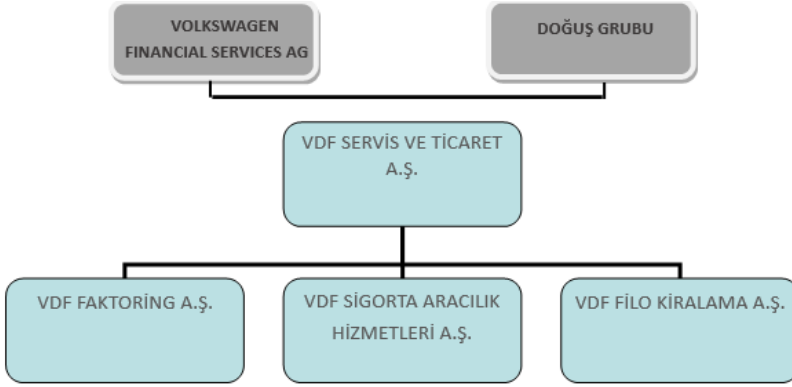 VOLKSWAGEN
FINANCIAL SERVICES AG
DOĞUŞ GRUBU
VDF SERVİS VE TİCARET
A.Ş.
VDF FAKTORİNG A.Ş.
VDF SİGORTA ARACILIK
HİZMETLERİ A.Ş.
VDF FİLO KİRALAMA A.Ş.